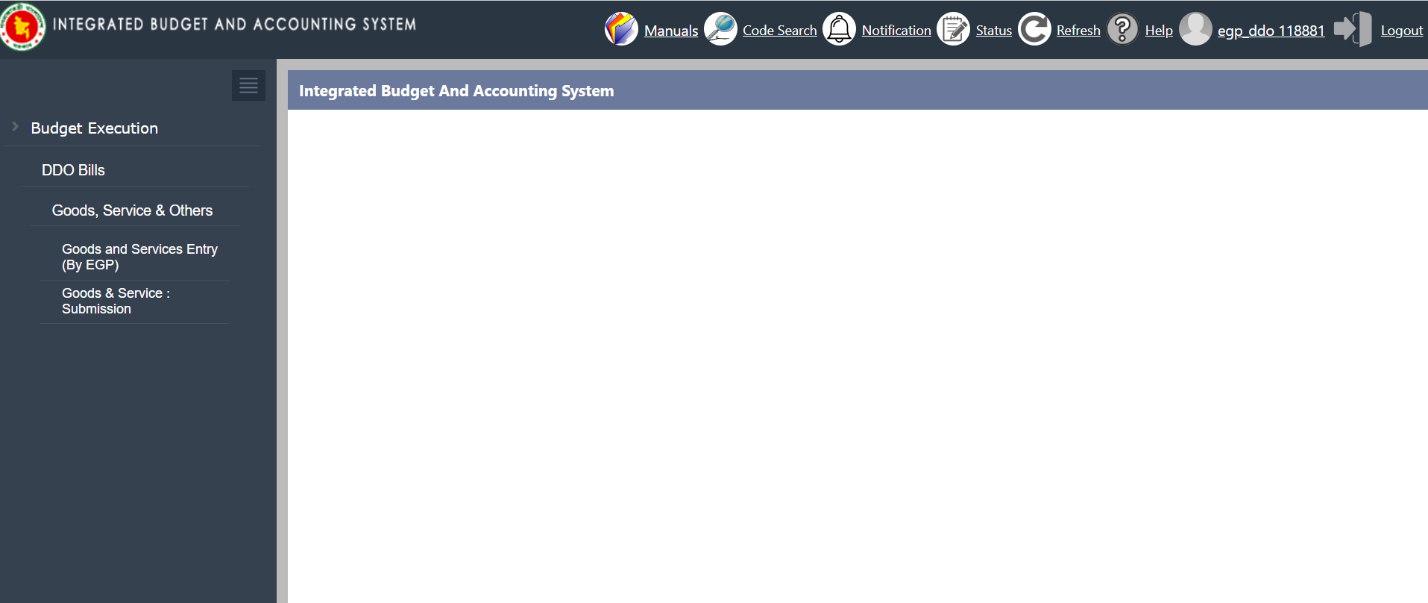 INTEGRATED BUDGET AND ACCOUNTING SYSTEM
Manuals Code Search Notification Status Refresh Help egp_ddo 118881 Logout
Integrated Budget And Accounting System
Budget Execution
DDO Bills
Goods, Service & Others
Goods and Services Entry
(By EGP)
Goods & Service :
Submission